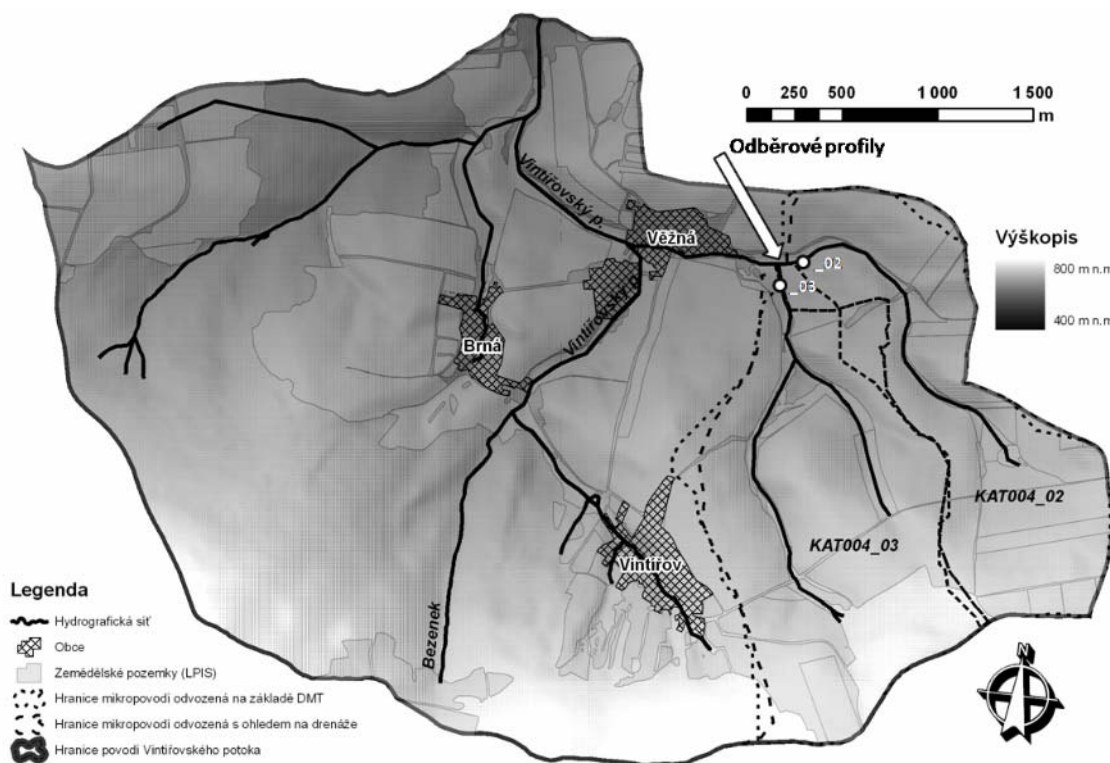 0 250 500 1 000 1 500
m
Odběrové profily
Vintířovský p.
Věžná
_02
_03
Výškopis
800 m n.m
400 m n.m
Vintířovský p.
Brná
KAT004_02
KAT004_03
Vintířov
Bezenek
N
Legenda
Hydrografická síť
Obce
Zemědělské pozemky (LPIS)
Hranice mikropovodí odvozená na základě DMT
Hranice mikropovodí odvozená s ohledem na drenáže
Hranice povodí Vintířovského potoka